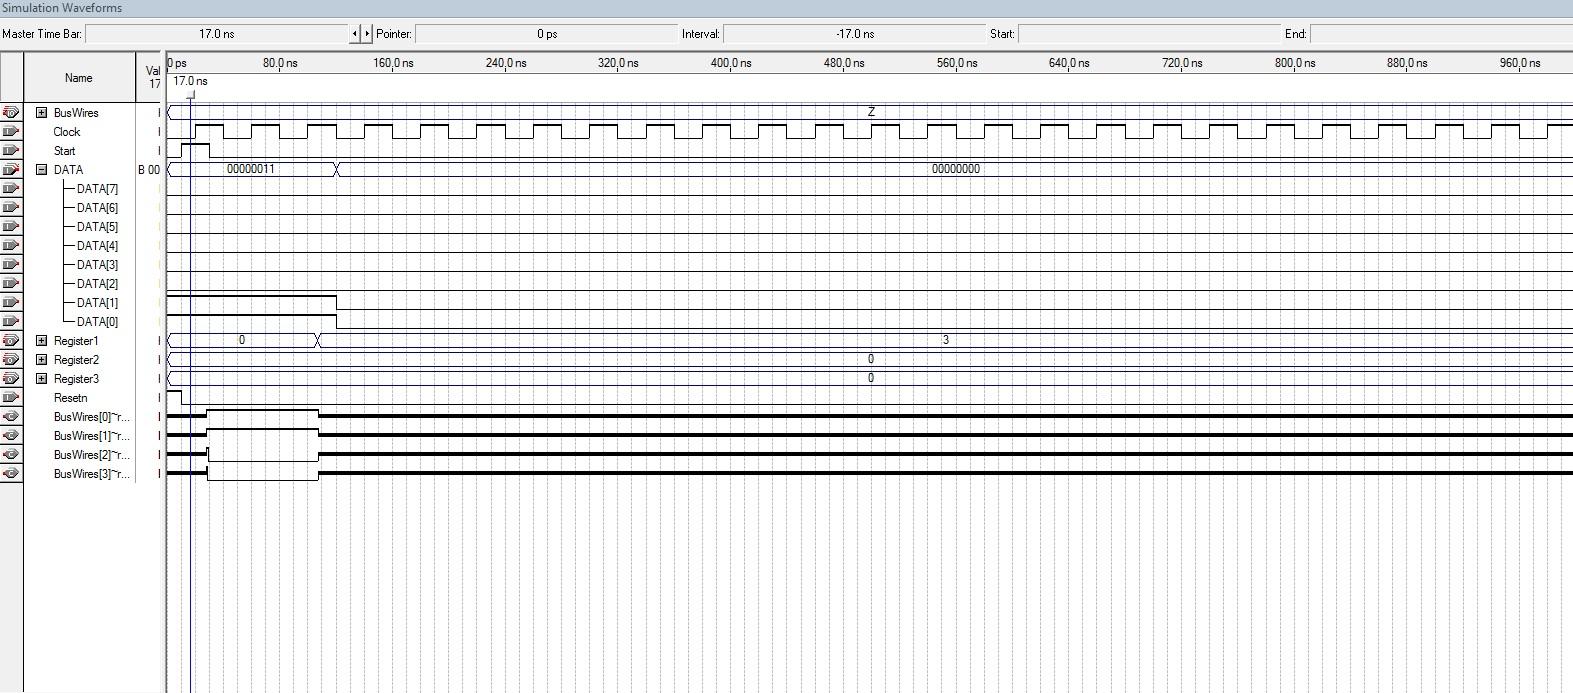 Simulation Waveforms
Master Time Bar: 17.0 ns Pointer: 0 ps Interval: -17.0 ns Start: End:
Name Val 17 0 ps 80.0 ns 160.0 ns 240.0 ns 320.0 ns 400.0 ns 480.0 ns 560.0 ns 640.0 ns 720.0 ns 800.0 ns 880.0 ns 960.0 ns
17.0 ns
BusWires Z
Clock
Start
DATA B 00 00000011 00000000
DATA[7]
DATA[6]
DATA[5]
DATA[4]
DATA[3]
DATA[2]
DATA[1]
DATA[0]
Register1 0 3
Register2 0
Register3 0
Resetn
BusWires[0]~r...
BusWires[1]~r...
BusWires[2]~r...
BusWires[3]~r...